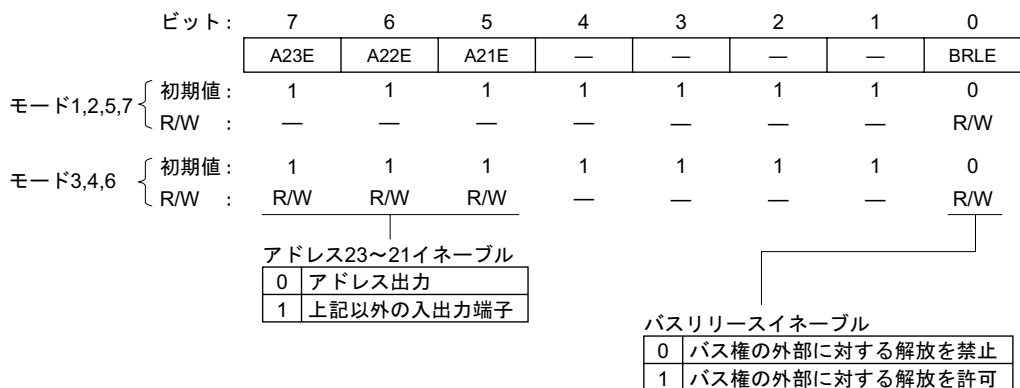 ビット: 7 6 5 4 3 2 1 0
A23E A22E A21E — — — — BRLE
モード1,2,5,7 初期値: 1 1 1 1 1 1 1 0
R/W : — — — — — — — R/W
モード3,4,6 初期値: 1 1 1 1 1 1 1 0
R/W : R/W R/W R/W — — — — R/W
アドレス23～21イネーブル
0 アドレス出力
1 上記以外の入出力端子
バスリリースイネーブル
0 バス権の外部に対する解放を禁止
1 バス権の外部に対する解放を許可